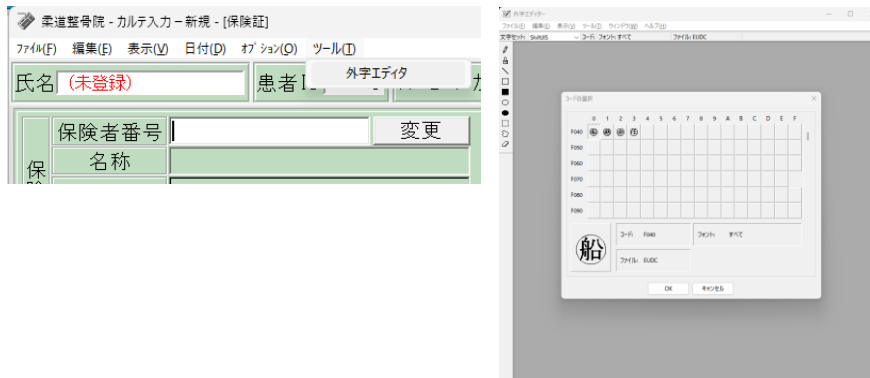 柔道整骨院 - カルテ入力 – 新規 - [保険証]
ファイル(F) 編集(E) 表示(V) 日付(D) オプション(O) ツール(T)
外字エディタ
氏名 (未登録) 患者I
保険者番号 変更
名称
保
外字エディター
ファイル(F) 編集(E) 表示(V) ツール(T) ウィンドウ(W) ヘルプ(H)
文字セット: SHIJIS コード: フォント: すべて ファイル: EUDC
コードの選択
0 1 2 3 4 5 6 7 8 9 A B C D E F
F040 船
F050
F060
F070
F080
F090
船
コード: F040 フォント: すべて
ファイル: EUDC
OK キャンセル